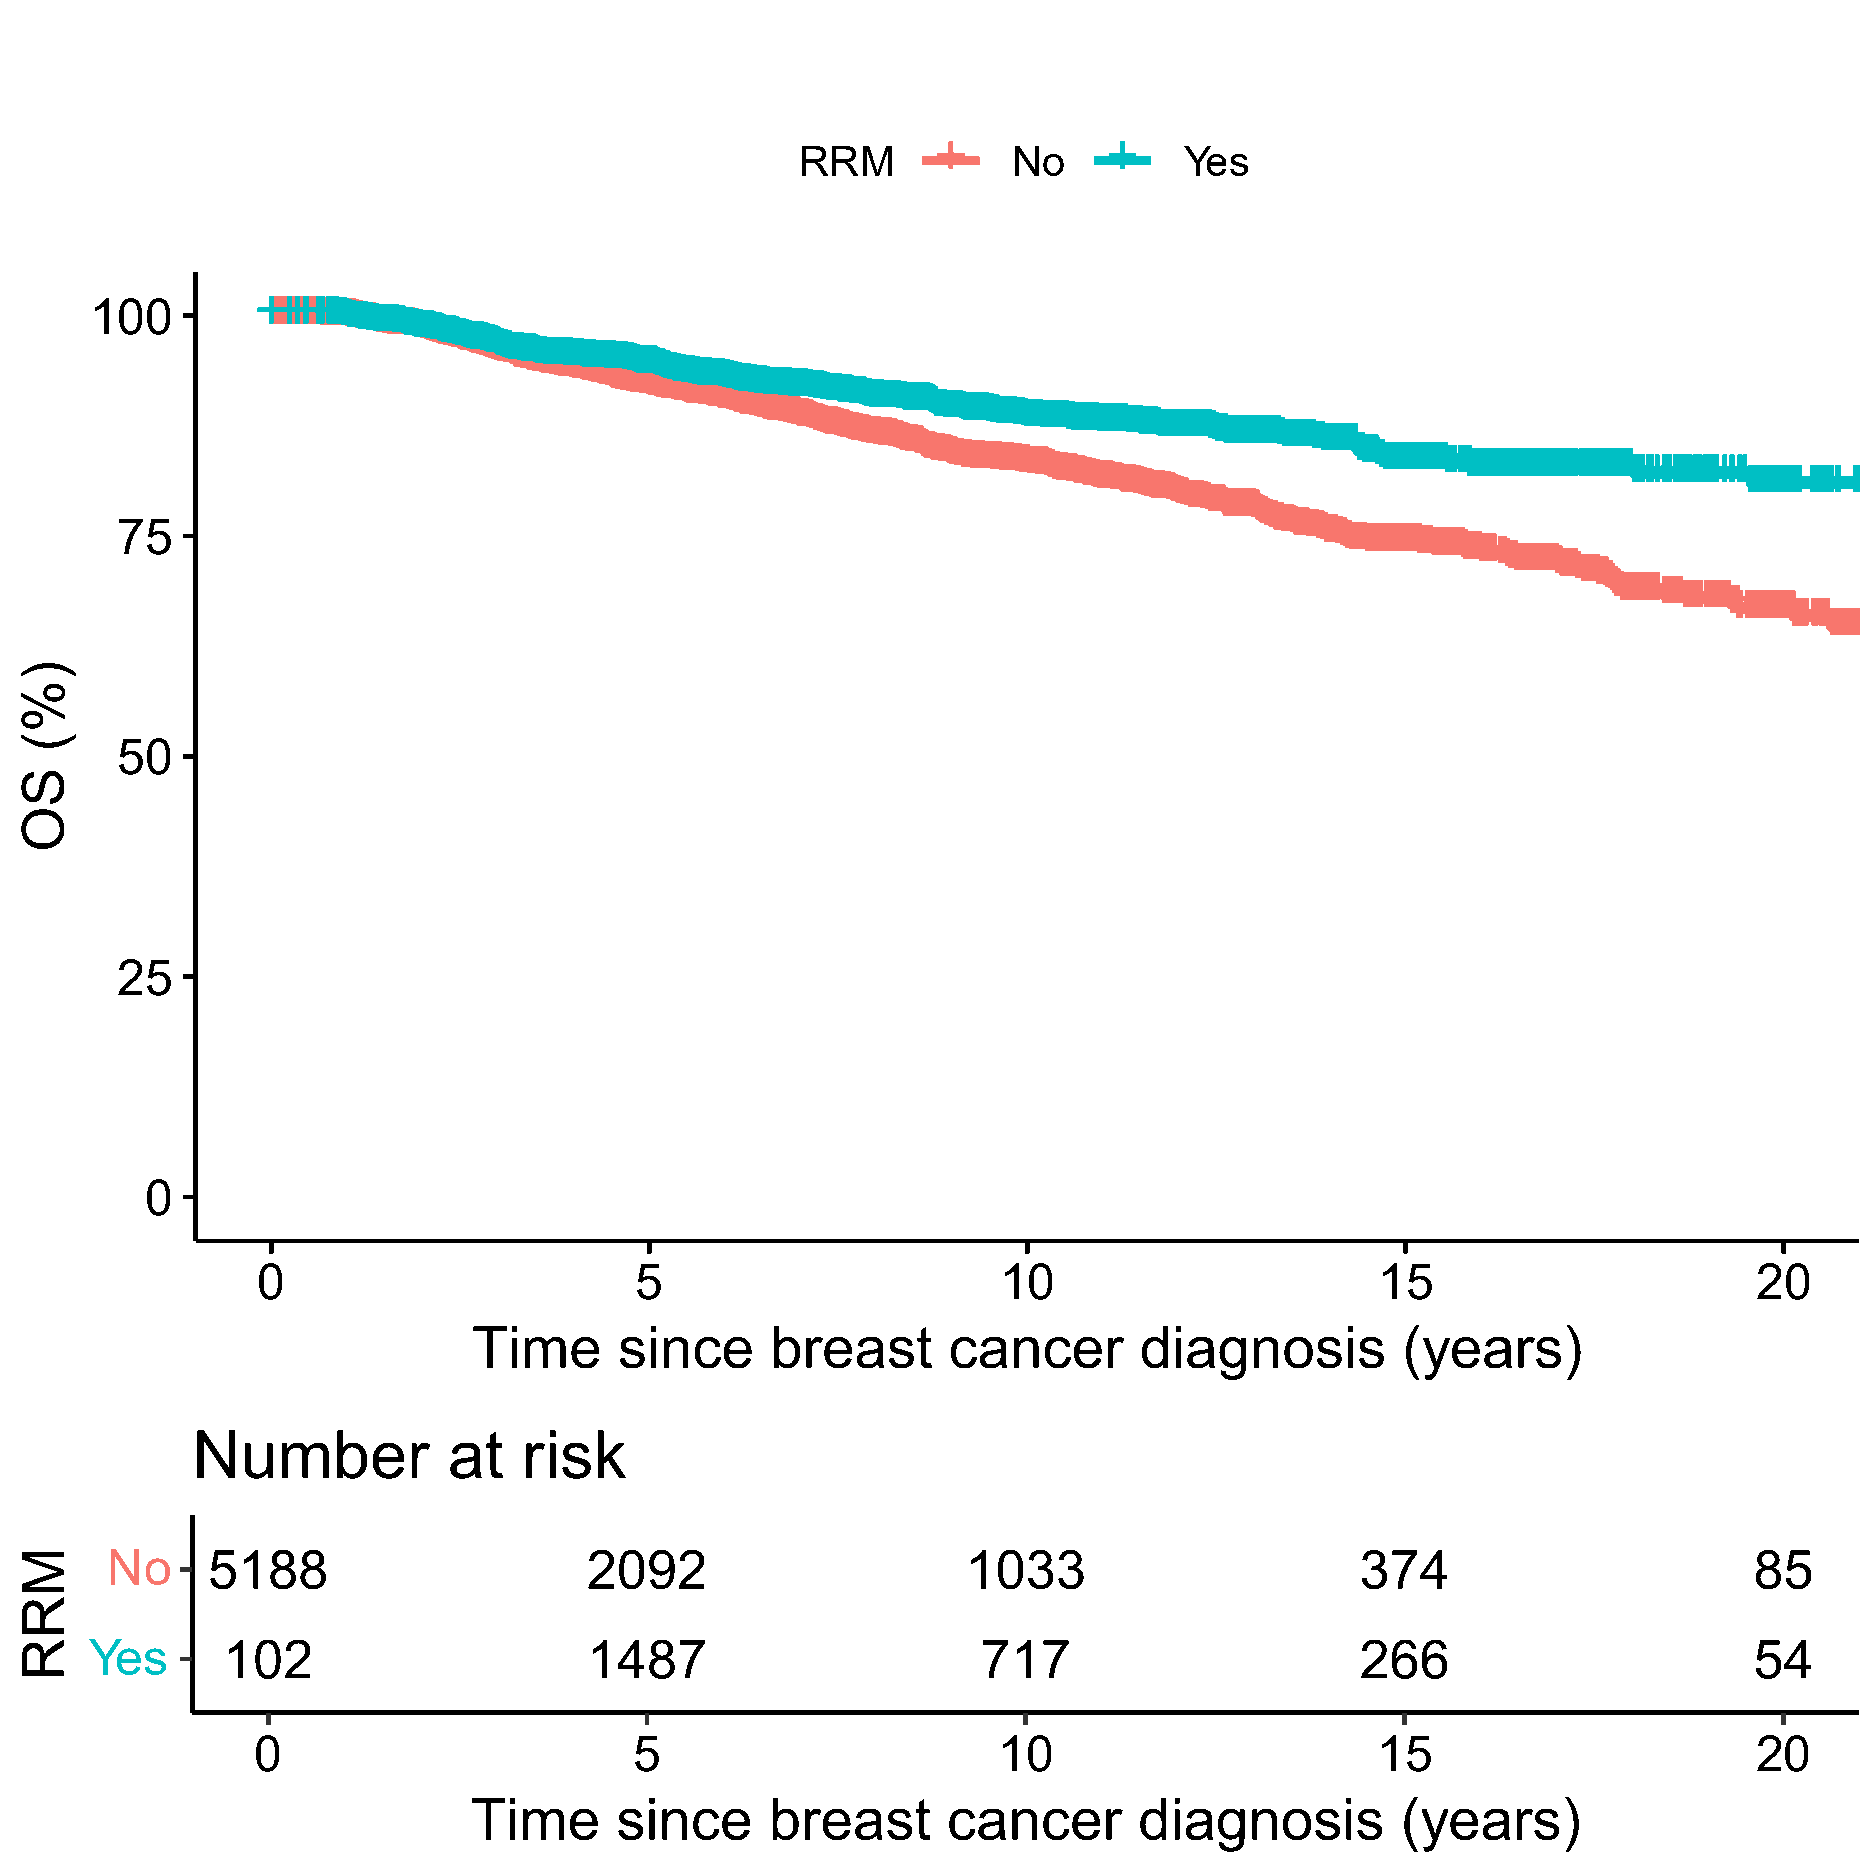 RRM No Yes
100
75
50
25
0
OS (%)
0 5 10 15 20
Time since breast cancer diagnosis (years)
Number at risk
RRM
No 5188 2092 1033 374 85
Yes 102 1487 717 266 54
0 5 10 15 20
Time since breast cancer diagnosis (years)